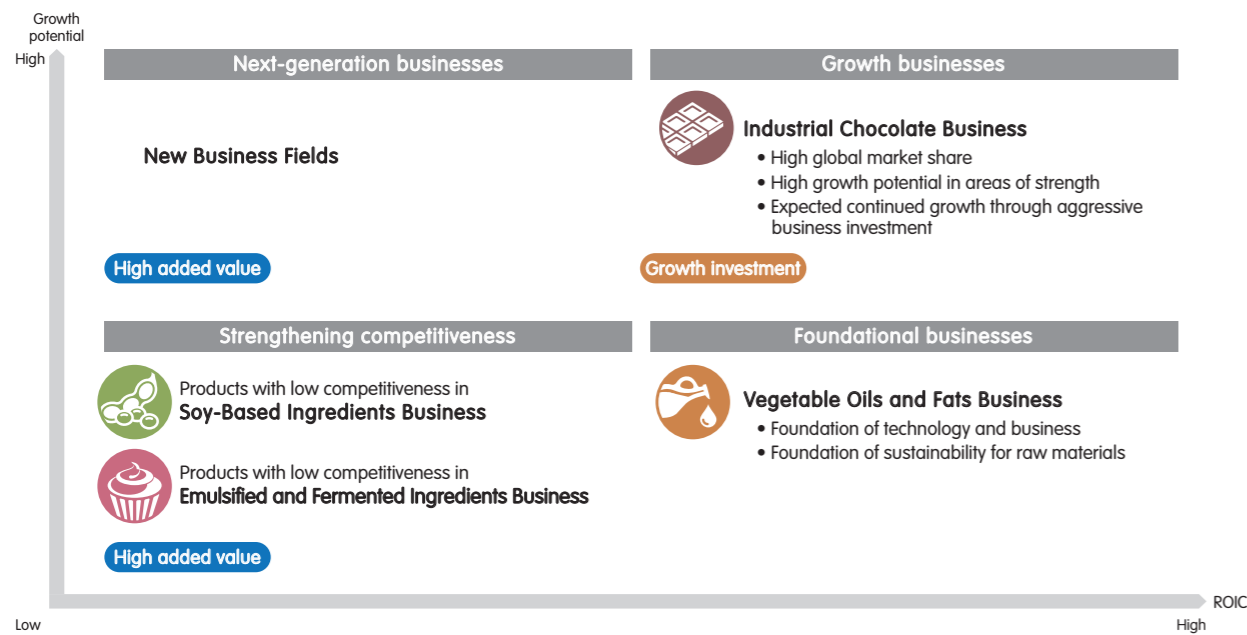 Growth
potential
High
Next-generation businesses
New Business Fields
High added value
Growth businesses
Industrial Chocolate Business
• High global market share
• High growth potential in areas of strength
• Expected continued growth through aggressive
business investment
Growth investment
Strengthening competitiveness
Products with low competitiveness in
Soy-Based Ingredients Business
Products with low competitiveness in
Emulsified and Fermented Ingredients Business
High added value
Foundational businesses
Vegetable Oils and Fats Business
• Foundation of technology and business
• Foundation of sustainability for raw materials
ROIC
Low
High